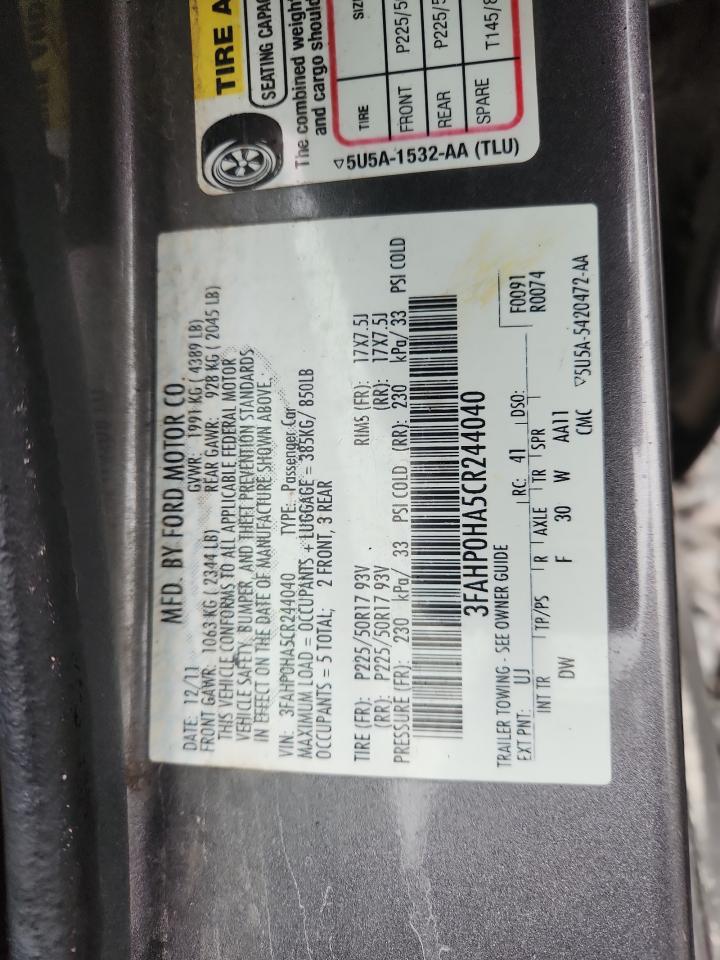 TIRE A
SEATING CAPAC
The combined weight
and cargo should
TIRE SIZ
FRONT P225/50
REAR P225/5
SPARE T145/8
▽5U5A-1532-AA (TLU)
MFD. BY FORD MOTOR CO.
DATE: 12/11 GVWR: 1991 KG ( 4389 LB)
FRONT GAWR: 1063 KG ( 2344 LB) REAR GAWR: 928 KG ( 2045 LB)
THIS VEHICLE CONFORMS TO ALL APPLICABLE FEDERAL MOTOR
VEHICLE SAFETY, BUMPER, AND THEFT PREVENTION STANDARDS
IN EFFECT ON THE DATE OF MANUFACTURE SHOWN ABOVE.
VIN: 3FAHP0HA5CR244040 TYPE: Passenger Car
MAXIMUM LOAD = OCCUPANTS + LUGGAGE = 385KG/ 850LB
OCCUPANTS = 5 TOTAL; 2 FRONT, 3 REAR
TIRE (FR): P225/50R17 93V RIMS (FR): 17X7.5J
(RR): P225/50R17 93V (RR): 17X7.5J
PRESSURE (FR): 230 kPa/ 33 PSI COLD (RR): 230 kPa/ 33 PSI COLD
3FAHP0HA5CR244040
TRAILER TOWING - SEE OWNER GUIDE
F0091
EXT PNT: UJ RC: 41 DSO: R0074
INT TR TP/PS R AXLE TR SPR
DW F 30 W AA11
CMC ▽5U5A-5420472-AA